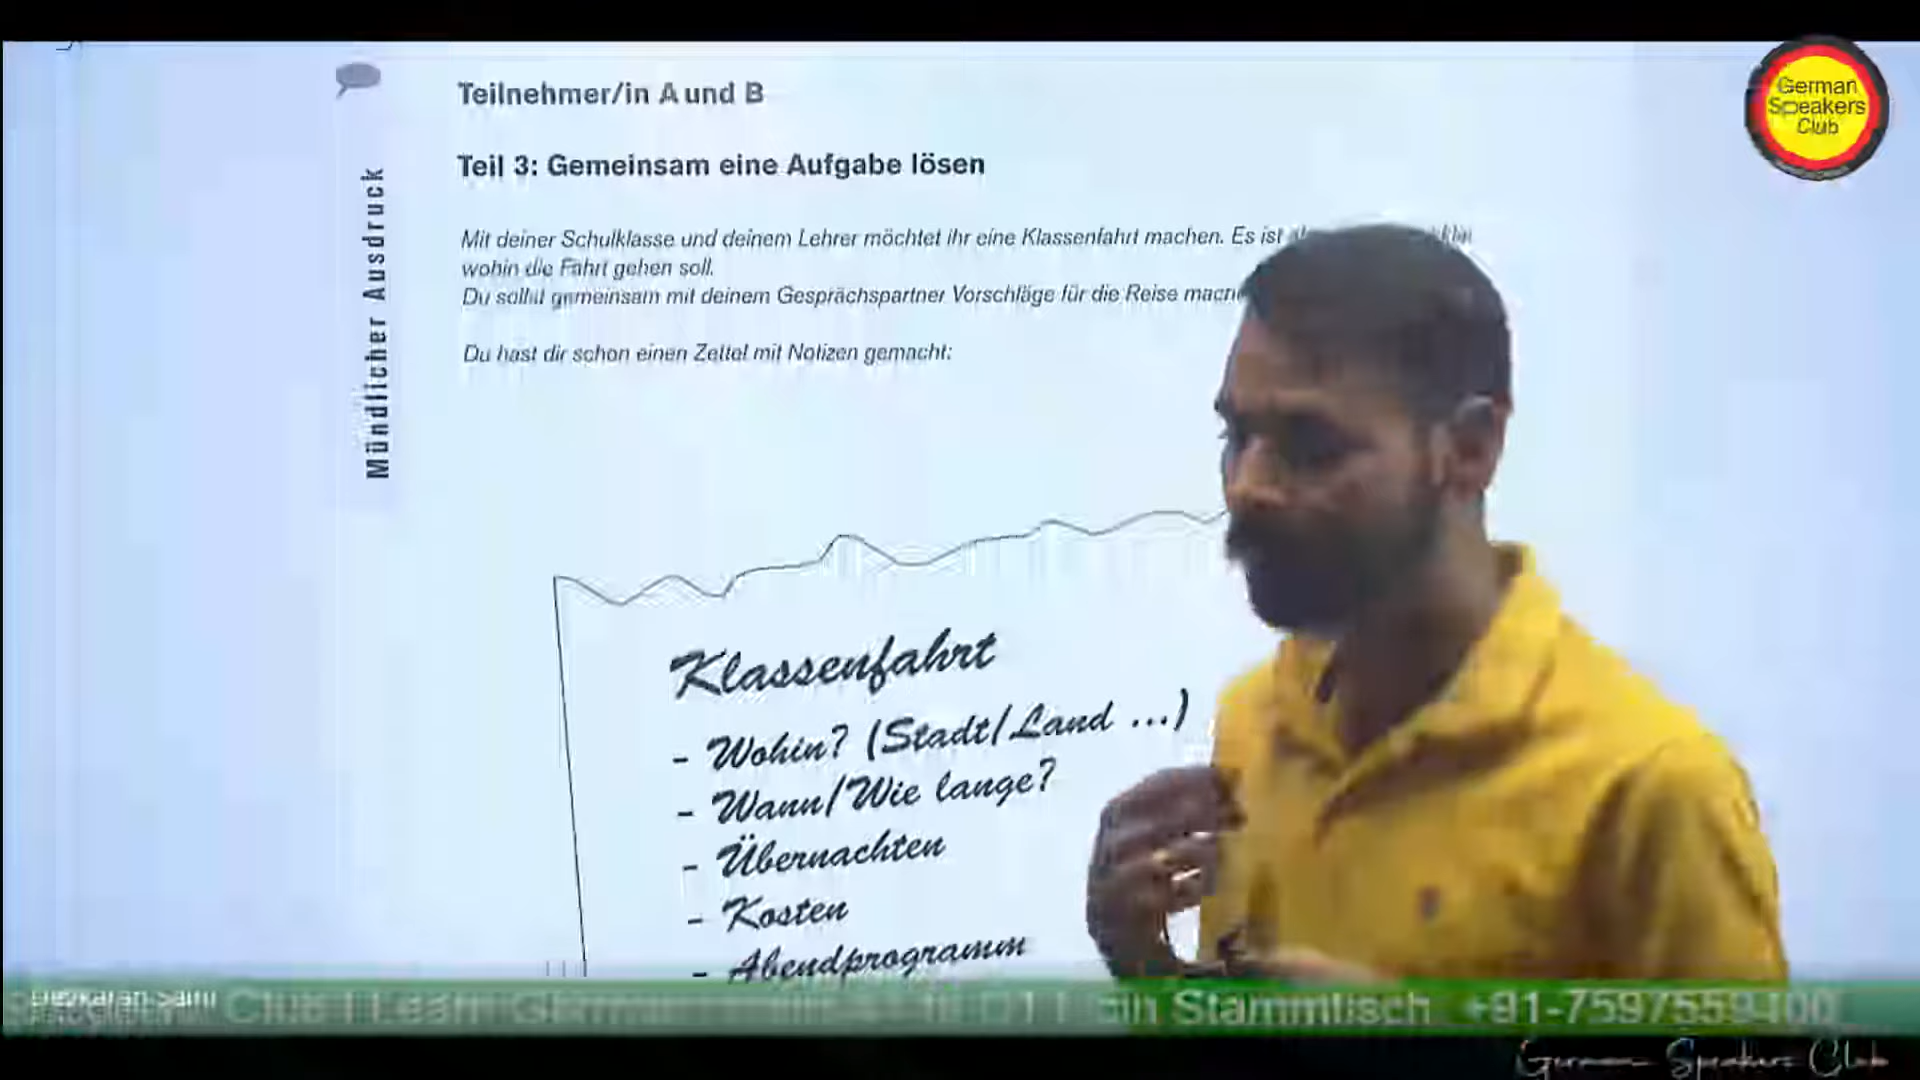 German
Speakers
Club
Teilnehmer/in A und B
Teil 3: Gemeinsam eine Aufgabe lösen
Mündlicher Ausdruck
Mit deiner Schulklasse und deinem Lehrer möchtet ihr eine Klassenfahrt machen. Es ist
wohin die Fahrt gehen soll.
Du sollst gemeinsam mit deinem Gesprächspartner Vorschläge für die Reise
Du hast dir schon einen Zettel mit Notizen gemacht:
Klassenfahrt
- Wohin? (Stadt/Land ...)
- Wann/Wie lange?
- Übernachten
- Kosten
- Abendprogramm
Club Learn German Stammtisch +91-7597559400
German Speakers Club